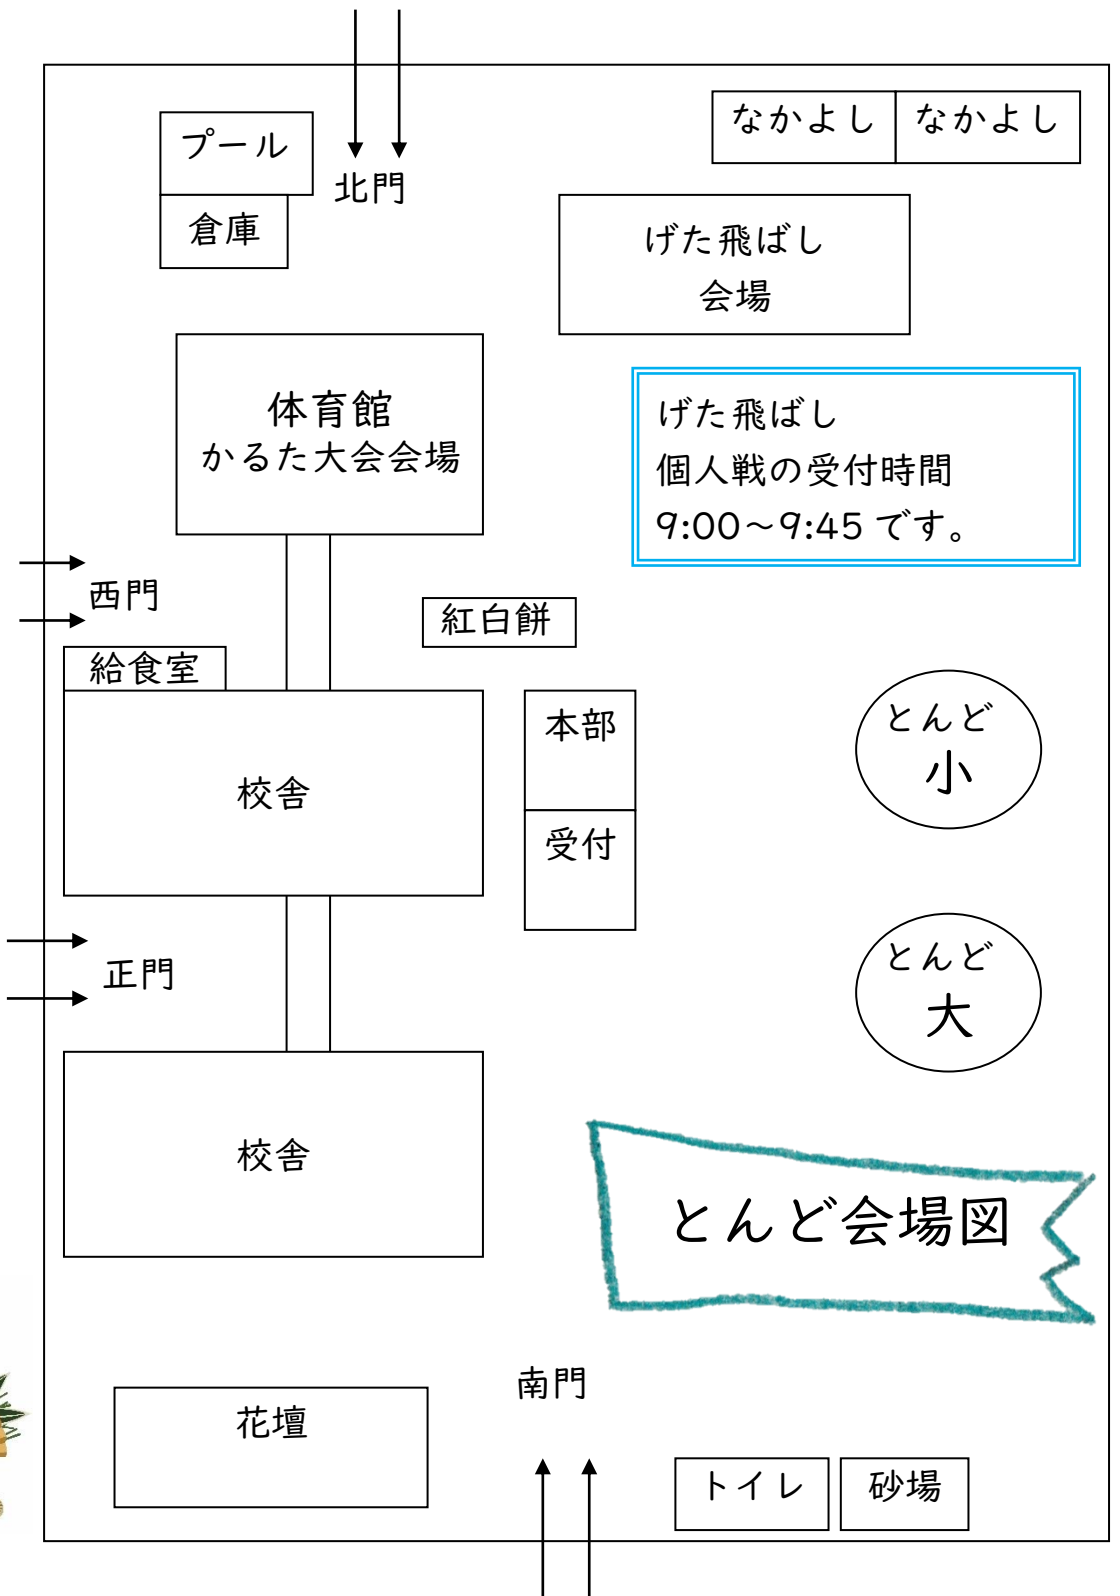 プール
北門
なかよし
なかよし
倉庫
げた飛ばし
会場
体育館
かるた大会会場
げた飛ばし
個人戦の受付時間
9:00～9:45です。
西門
紅白餅
給食室
校舎
本部
受付
とんど
小
正門
とんど
大
校舎
とんど会場図
南門
花壇
トイレ
砂場